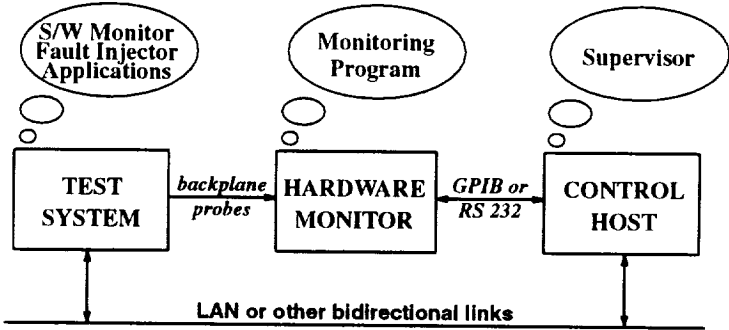 S/W Monitor
Fault Injector
Applications
Monitoring
Program
Supervisor
TEST
SYSTEM
backplane
probes
HARDWARE
MONITOR
GPIB or
RS 232
CONTROL
HOST
LAN or other bidirectional links